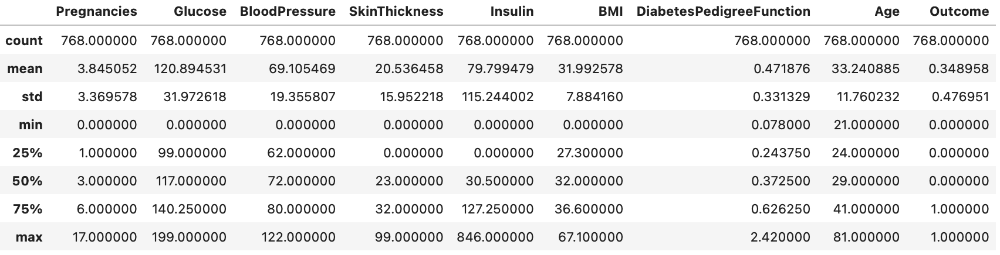 Pregnancies Glucose BloodPressure SkinThickness Insulin BMI DiabetesPedigreeFunction Age Outcome
count 768.000000 768.000000 768.000000 768.000000 768.000000 768.000000 768.000000 768.000000 768.000000
mean 3.845052 120.894531 69.105469 20.536458 79.799479 31.992578 0.471876 33.240885 0.348958
std 3.369578 31.972618 19.355807 15.952218 115.244002 7.884160 0.331329 11.760232 0.476951
min 0.000000 0.000000 0.000000 0.000000 0.000000 0.000000 0.078000 21.000000 0.000000
25% 1.000000 99.000000 62.000000 0.000000 0.000000 27.300000 0.243750 24.000000 0.000000
50% 3.000000 117.000000 72.000000 23.000000 30.500000 32.000000 0.372500 29.000000 0.000000
75% 6.000000 140.250000 80.000000 32.000000 127.250000 36.600000 0.626250 41.000000 1.000000
max 17.000000 199.000000 122.000000 99.000000 846.000000 67.100000 2.420000 81.000000 1.000000